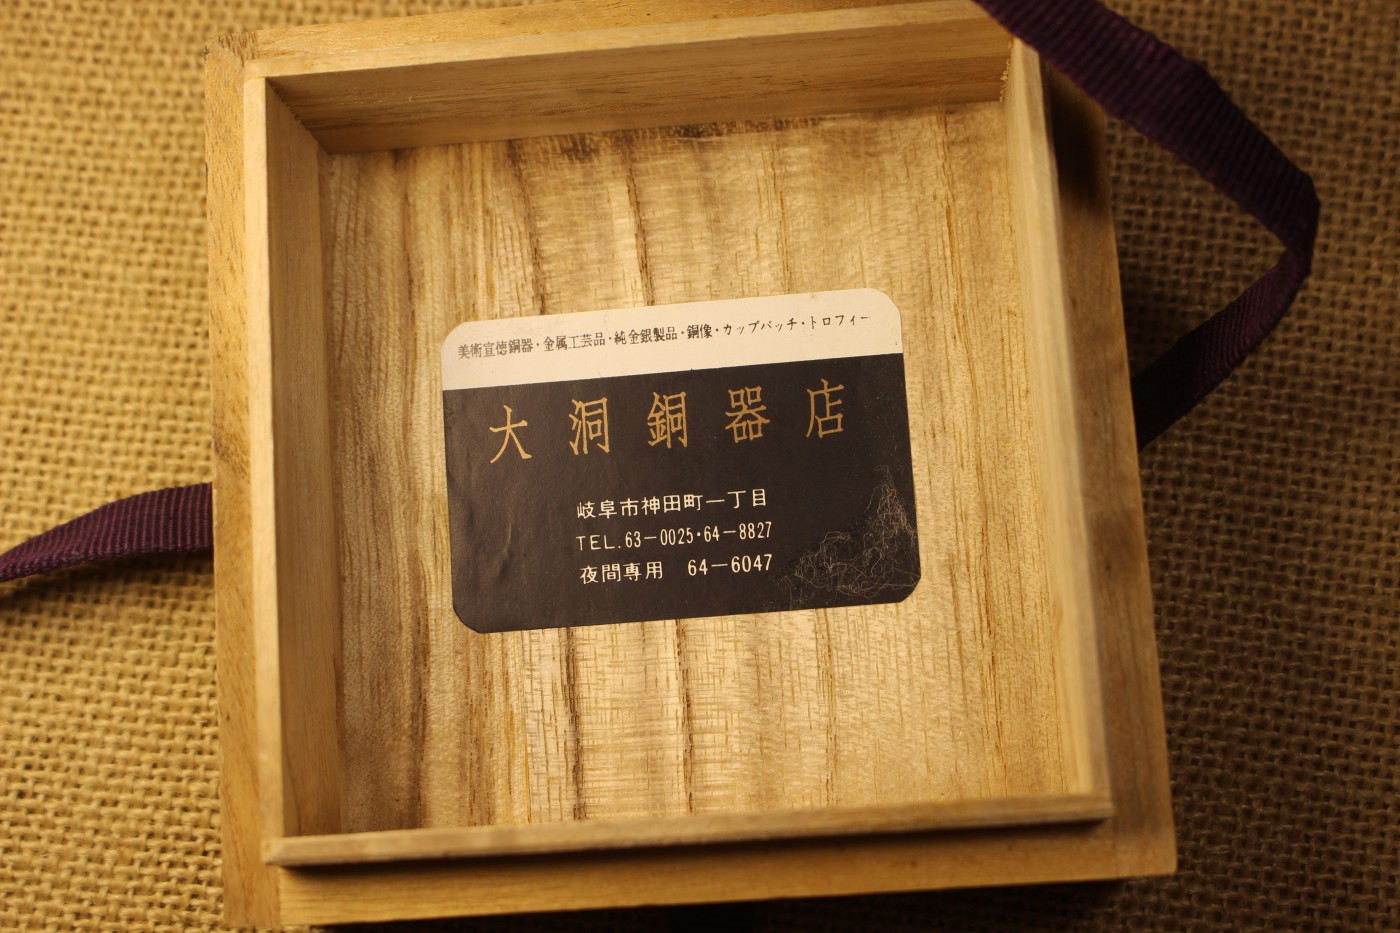 美術宣徳銅器・金属工芸品・純金銀製品・銅像・カップバッチ・トロフィー
大洞銅器店
岐阜市神田町一丁目
TEL.63-0025・64-8827
夜間専用 64-6047